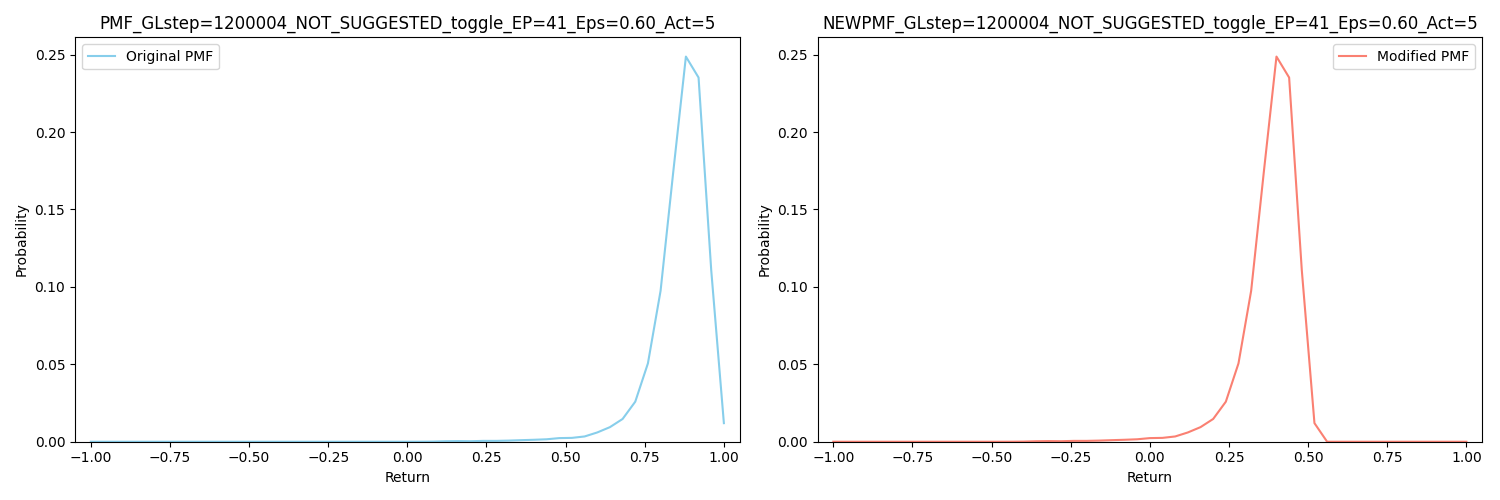 PMF_GLstep=1200004_NOT_SUGGESTED_toggle_EP=41_Eps=0.60_Act=5
Original PMF
0.25
0.20
0.15
0.10
0.05
0.00
Probability
−1.00 −0.75 −0.50 −0.25 0.00 0.25 0.50 0.75 1.00
Return
NEWPMF_GLstep=1200004_NOT_SUGGESTED_toggle_EP=41_Eps=0.60_Act=5
Modified PMF
0.25
0.20
0.15
0.10
0.05
0.00
Probability
−1.00 −0.75 −0.50 −0.25 0.00 0.25 0.50 0.75 1.00
Return